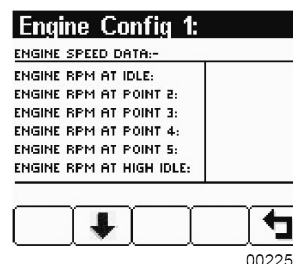 Engine Config 1:
ENGINE SPEED DATA:-
ENGINE RPM AT IDLE:
ENGINE RPM AT POINT 2:
ENGINE RPM AT POINT 3:
ENGINE RPM AT POINT 4:
ENGINE RPM AT POINT 5:
ENGINE RPM AT HIGH IDLE:
00225